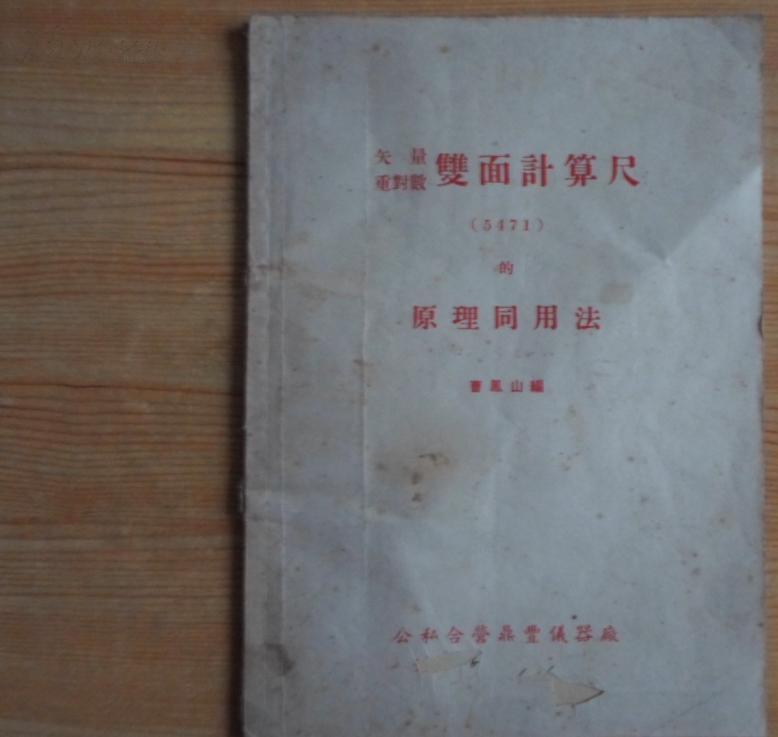 矢量
重對數
雙面計算尺
(5471)
的
原理同用法
曹鳳山編
公私合營鼎豐儀器廠